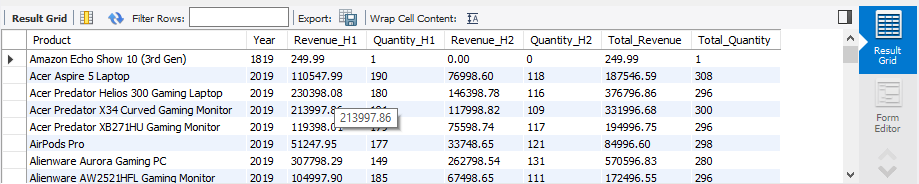 Result Grid Filter Rows: Export: Wrap Cell Content:
Product Year Revenue_H1 Quantity_H1 Revenue_H2 Quantity_H2 Total_Revenue Total_Quantity
Amazon Echo Show 10 (3rd Gen) 1819 249.99 1 0.00 0 249.99 1
Acer Aspire 5 Laptop 2019 110547.99 190 76998.60 118 187546.59 308
Acer Predator Helios 300 Gaming Laptop 2019 230398.08 180 146398.78 116 376796.86 296
Acer Predator X34 Curved Gaming Monitor 2019 213997.86 117998.82 109 331996.68 300
213997.86
Acer Predator XB271HU Gaming Monitor 2019 75598.74 117 194996.75 296
AirPods Pro 2019 51247.95 177 33748.65 121 84996.60 298
Alienware Aurora Gaming PC 2019 307798.29 149 262798.54 131 570596.83 280
Alienware AW2521HFL Gaming Monitor 2019 104997.90 185 67498.65 111 172496.55 296
Result
Grid
Form
Editor